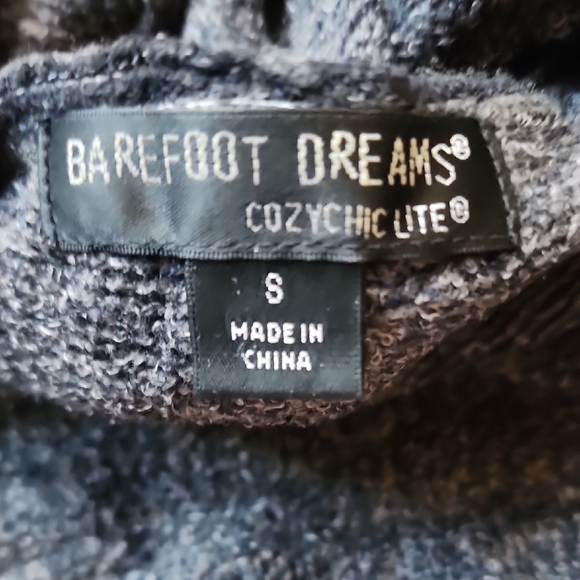 BAREFOOT DREAMS®
COZYCHIC LITE®
S
MADE IN
CHINA